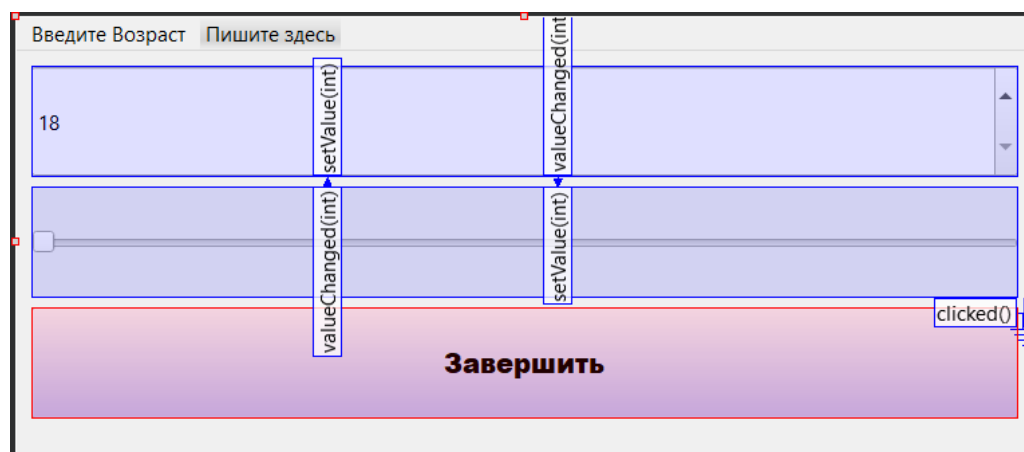 Введите Возраст Пишите здесь
setValue(int)
valueChanged(int)
18
valueChanged(int)
setValue(int)
clicked()
Завершить